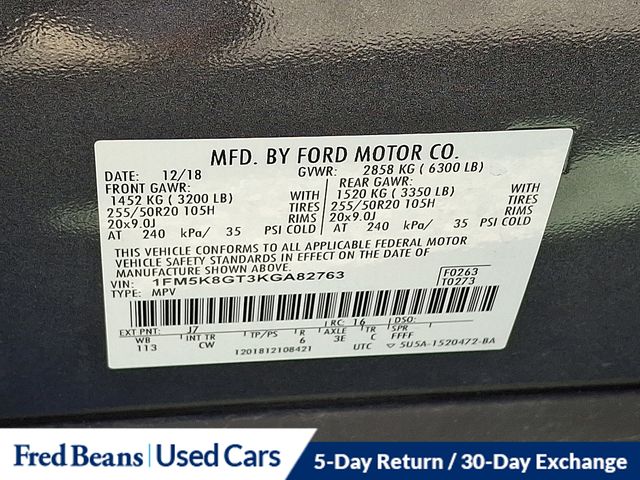 MFD. BY FORD MOTOR CO.
DATE: 12/18 GVWR: 2858 KG ( 6300 LB)
FRONT GAWR: REAR GAWR:
1452 KG ( 3200 LB) WITH 1520 KG ( 3350 LB) WITH
255/50R20 105H TIRES 255/50R20 105H TIRES
20x9.0J RIMS 20x9.0J RIMS
AT 240 kPa/ 35 PSI COLD AT 240 kPa/ 35 PSI COLD
THIS VEHICLE CONFORMS TO ALL APPLICABLE FEDERAL MOTOR
VEHICLE SAFETY AND THEFT PREVENTION STANDARDS IN EFFECT ON
THE DATE OF MANUFACTURE SHOWN ABOVE.
VIN: 1FM5K8GT3KGA82763 F0263
TYPE: MPV T0273
EXT PNT: J7 RC: 16 DSO:
WB INT TR TP/PS R AXLE TR SPR
113 CW 6 3E C FFFF
1201812108421 UTC 5U5A-1520472-BA
Fred Beans Used Cars 5-Day Return / 30-Day Exchange